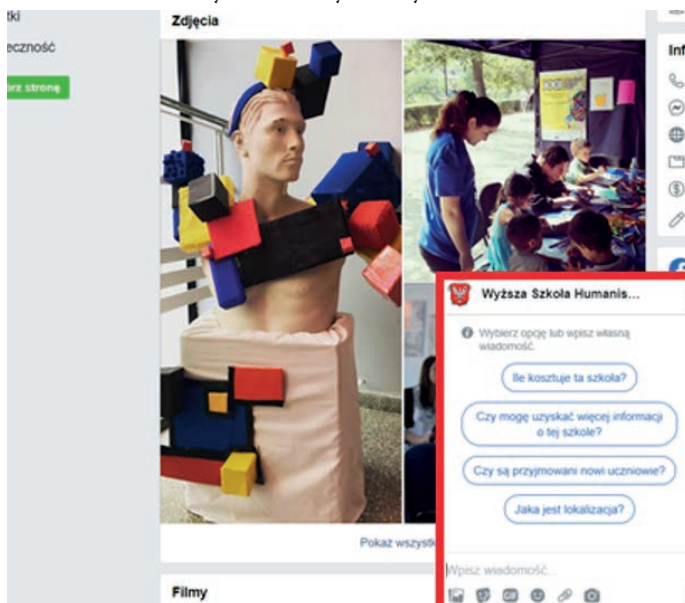 tki
eczność
orz stronę
Zdjęcia
Pokaż wszystk
Filmy
Inf
Wyższa Szkoła Humanis...
Wybierz opcję lub wpisz własną
wiadomość.
Ile kosztuje ta szkoła?
Czy mogę uzyskać więcej informacji
o tej szkole?
Czy są przyjmowani nowi uczniowie?
Jaka jest lokalizacja?
Wpisz wiadomość...
GIF